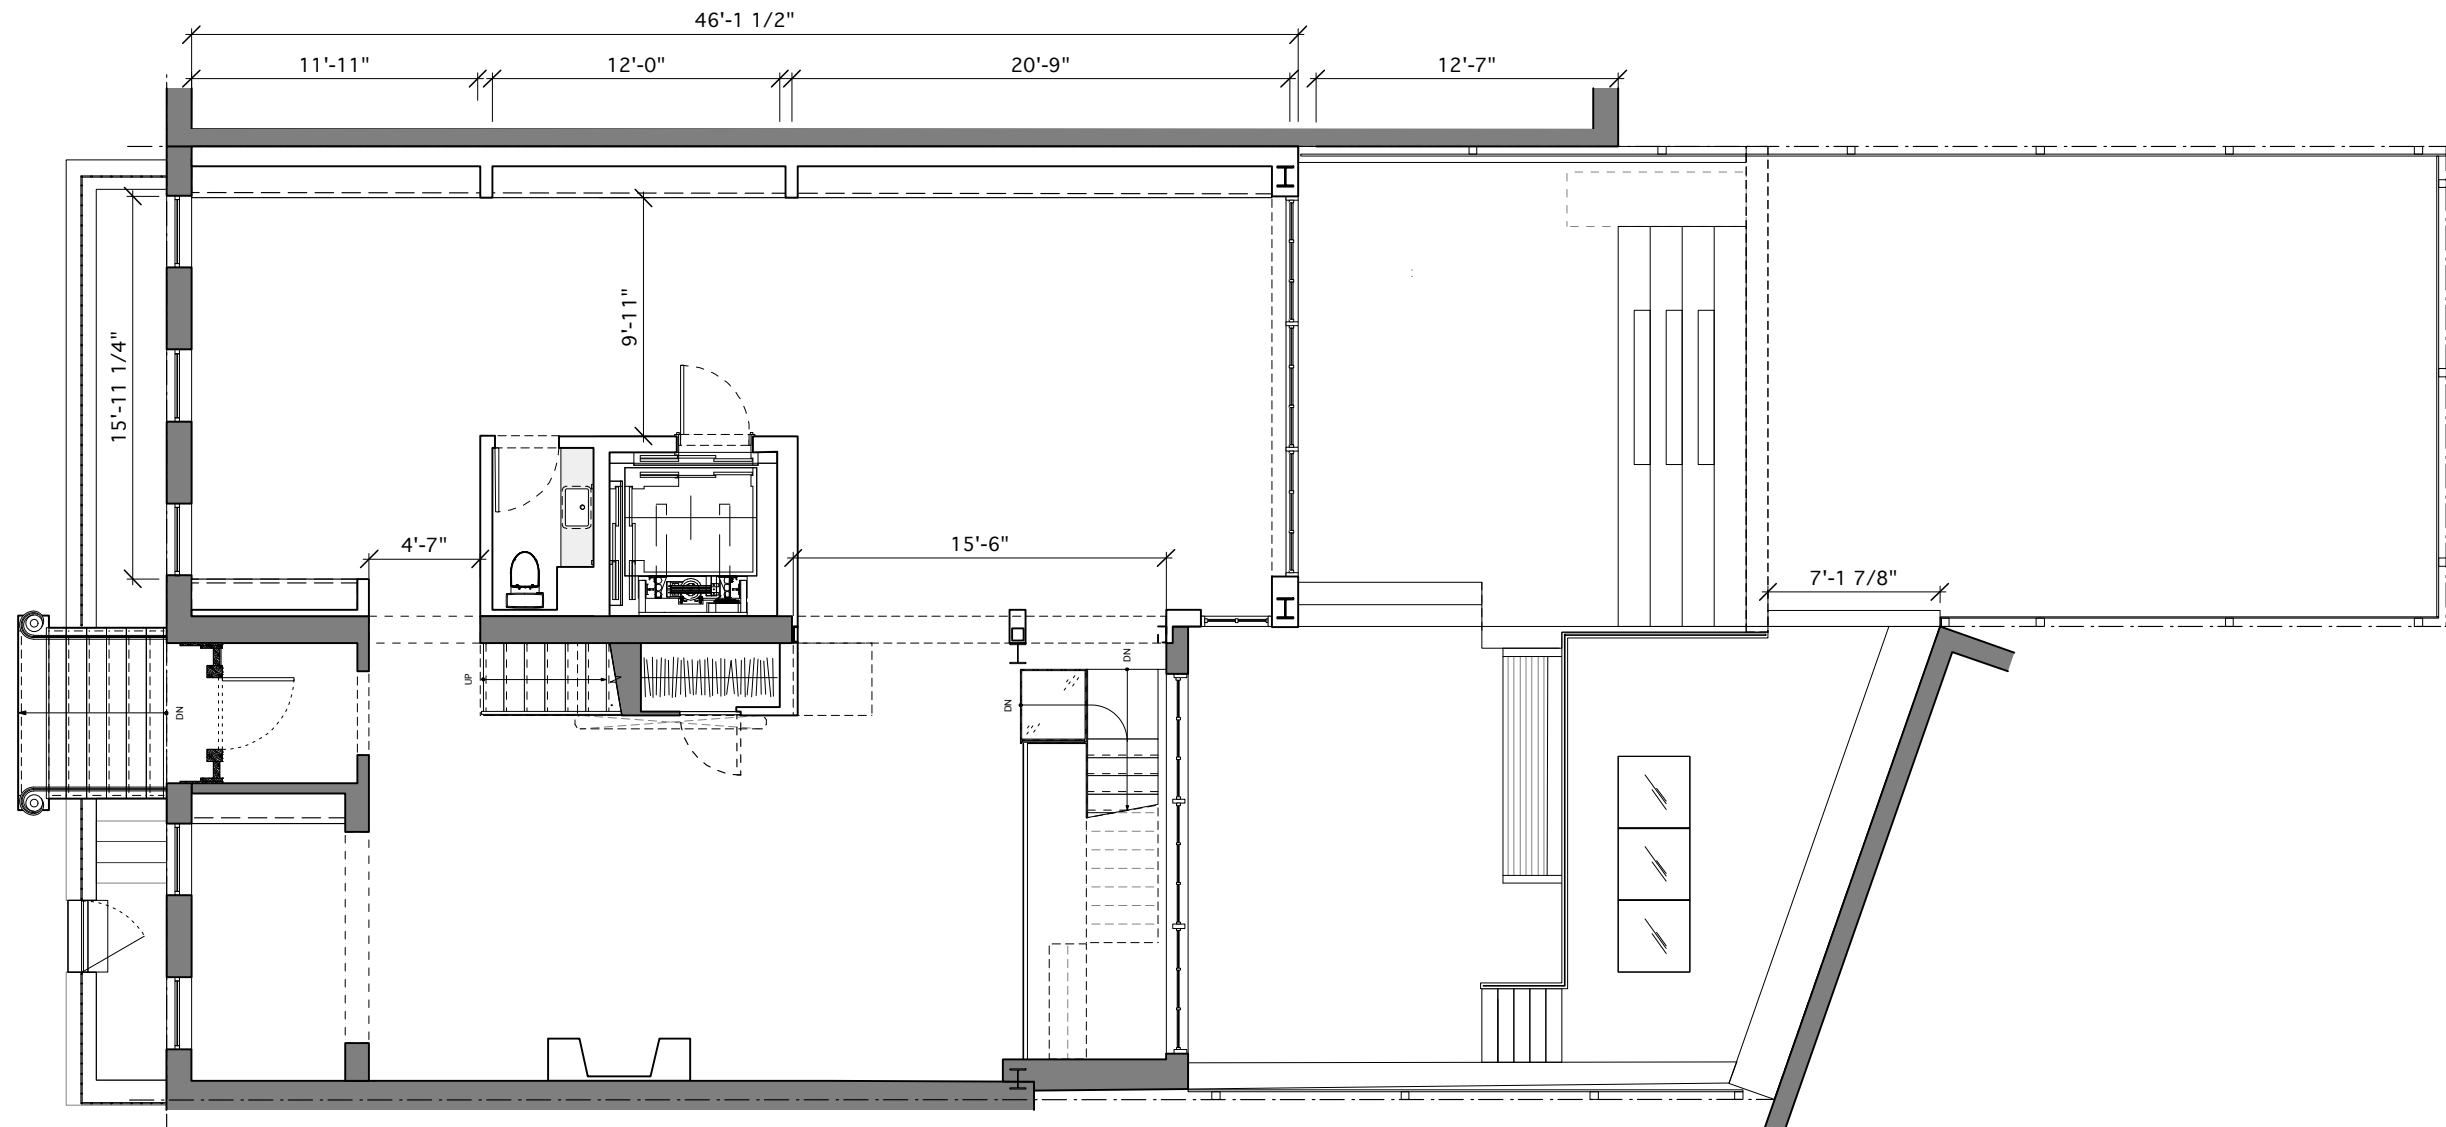 46'-1 1/2"
11'-11"
12'-0"
20'-9"
12'-7"
9'-11"
15'-11 1/4"
4'-7"
15'-6"
7'-1 7/8"
DN
UP
DN
DN